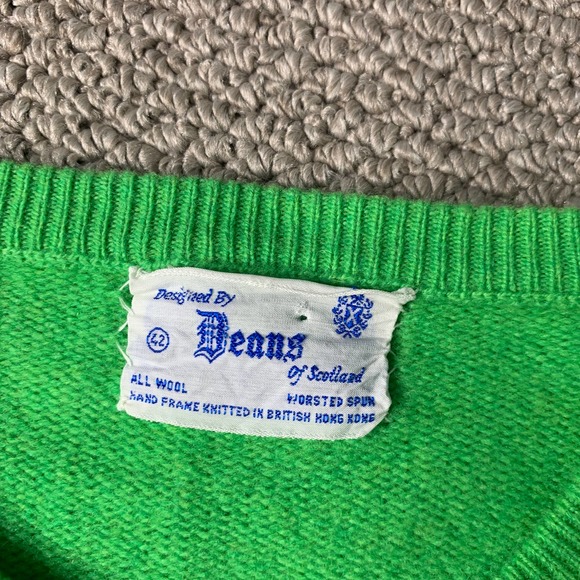 Designed By
Deans
42
of Scotland
ALL WOOL WORSTED SPUN
HAND FRAME KNITTED IN BRITISH HONG KONG